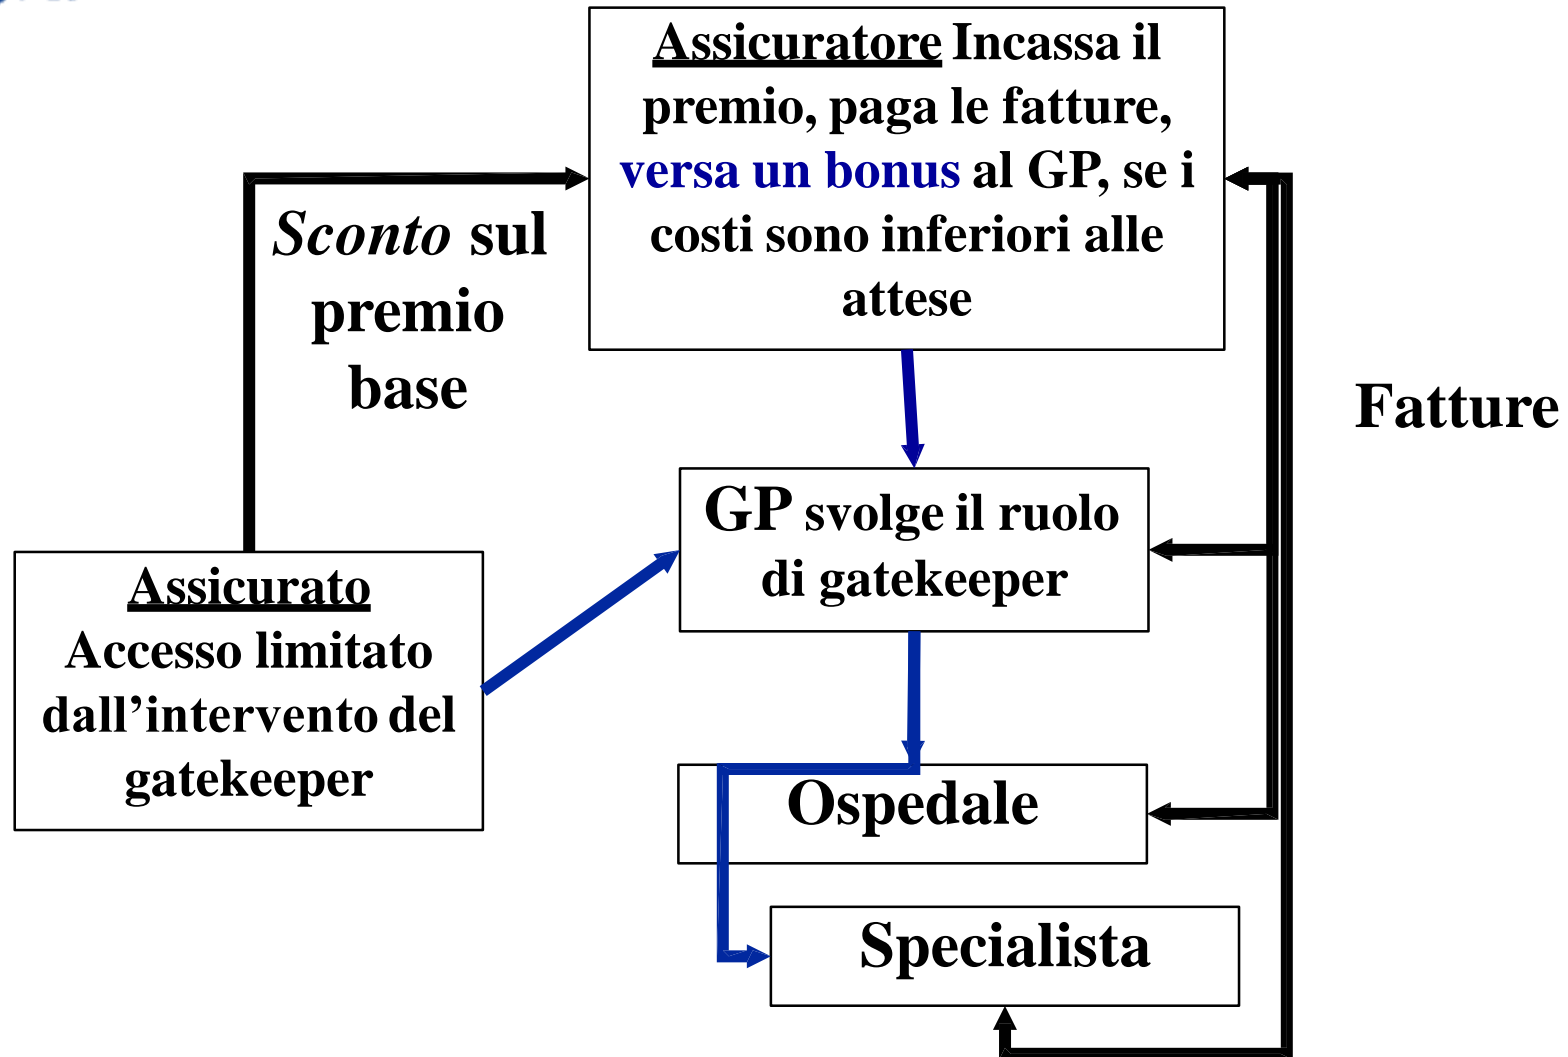 Assicuratore Incassa il
premio, paga le fatture,
versa un bonus al GP, se i
costi sono inferiori alle
attese
Sconto sul
premio
base
Fatture
GP svolge il ruolo
di gatekeeper
Assicurato
Accesso limitato
dall’intervento del
gatekeeper
Ospedale
Specialista